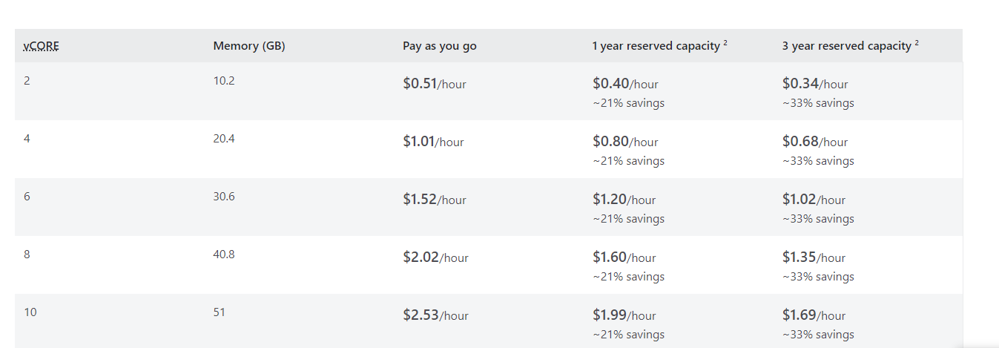 vCORE Memory (GB) Pay as you go 1 year reserved capacity 2 3 year reserved capacity 2
2 10.2 $0.51/hour $0.40/hour $0.34/hour
~21% savings ~33% savings
4 20.4 $1.01/hour $0.80/hour $0.68/hour
~21% savings ~33% savings
6 30.6 $1.52/hour $1.20/hour $1.02/hour
~21% savings ~33% savings
8 40.8 $2.02/hour $1.60/hour $1.35/hour
~21% savings ~33% savings
10 51 $2.53/hour $1.99/hour $1.69/hour
~21% savings ~33% savings